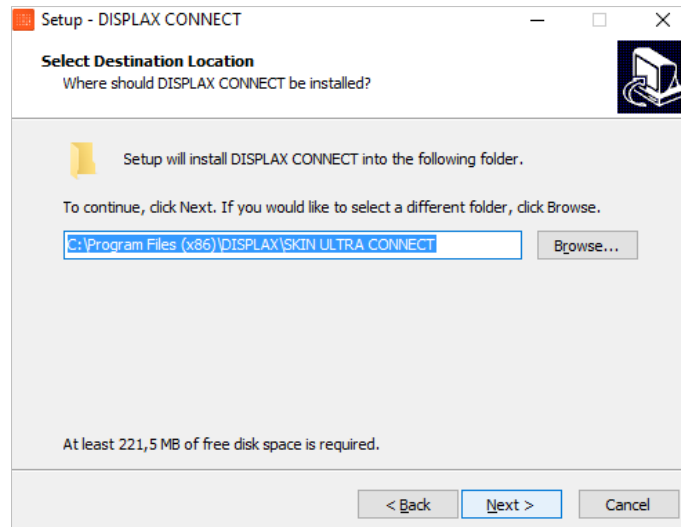 Setup - DISPLAX CONNECT
Select Destination Location
Where should DISPLAX CONNECT be installed?
Setup will install DISPLAX CONNECT into the following folder.
To continue, click Next. If you would like to select a different folder, click Browse.
C:\Program Files (x86)\DISPLAX\SKIN ULTRA CONNECT
Browse...
At least 221,5 MB of free disk space is required.
< Back
Next >
Cancel